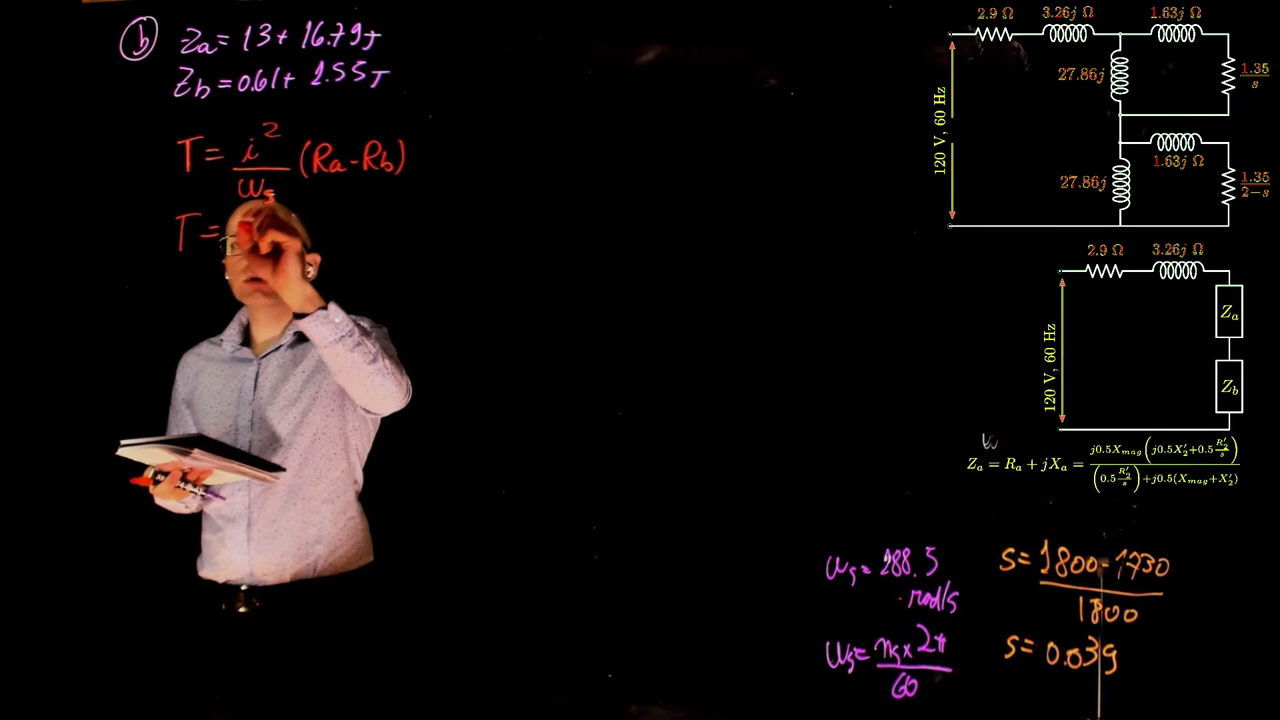 b Za = 13 + 16.79J
Zb = 0.61 + 1.55J
T = i² / ωs (Ra - Rb)
T =
2.9 Ω 3.26j Ω 1.63j Ω
27.86j
1.35/s
120 V, 60 Hz
1.63j Ω
27.86j
1.35/2−s
2.9 Ω 3.26j Ω
120 V, 60 Hz
Za
Zb
Za = Ra + jXa = j0.5Xmag(j0.5X′2+0.5 R′2/s) / (0.5 R′2/s)+j0.5(Xmag+X′2)
ωs = 288.5
rad/s
ωs = ns x 2π / 60
S = 1800-1730 / 1800
S = 0.039